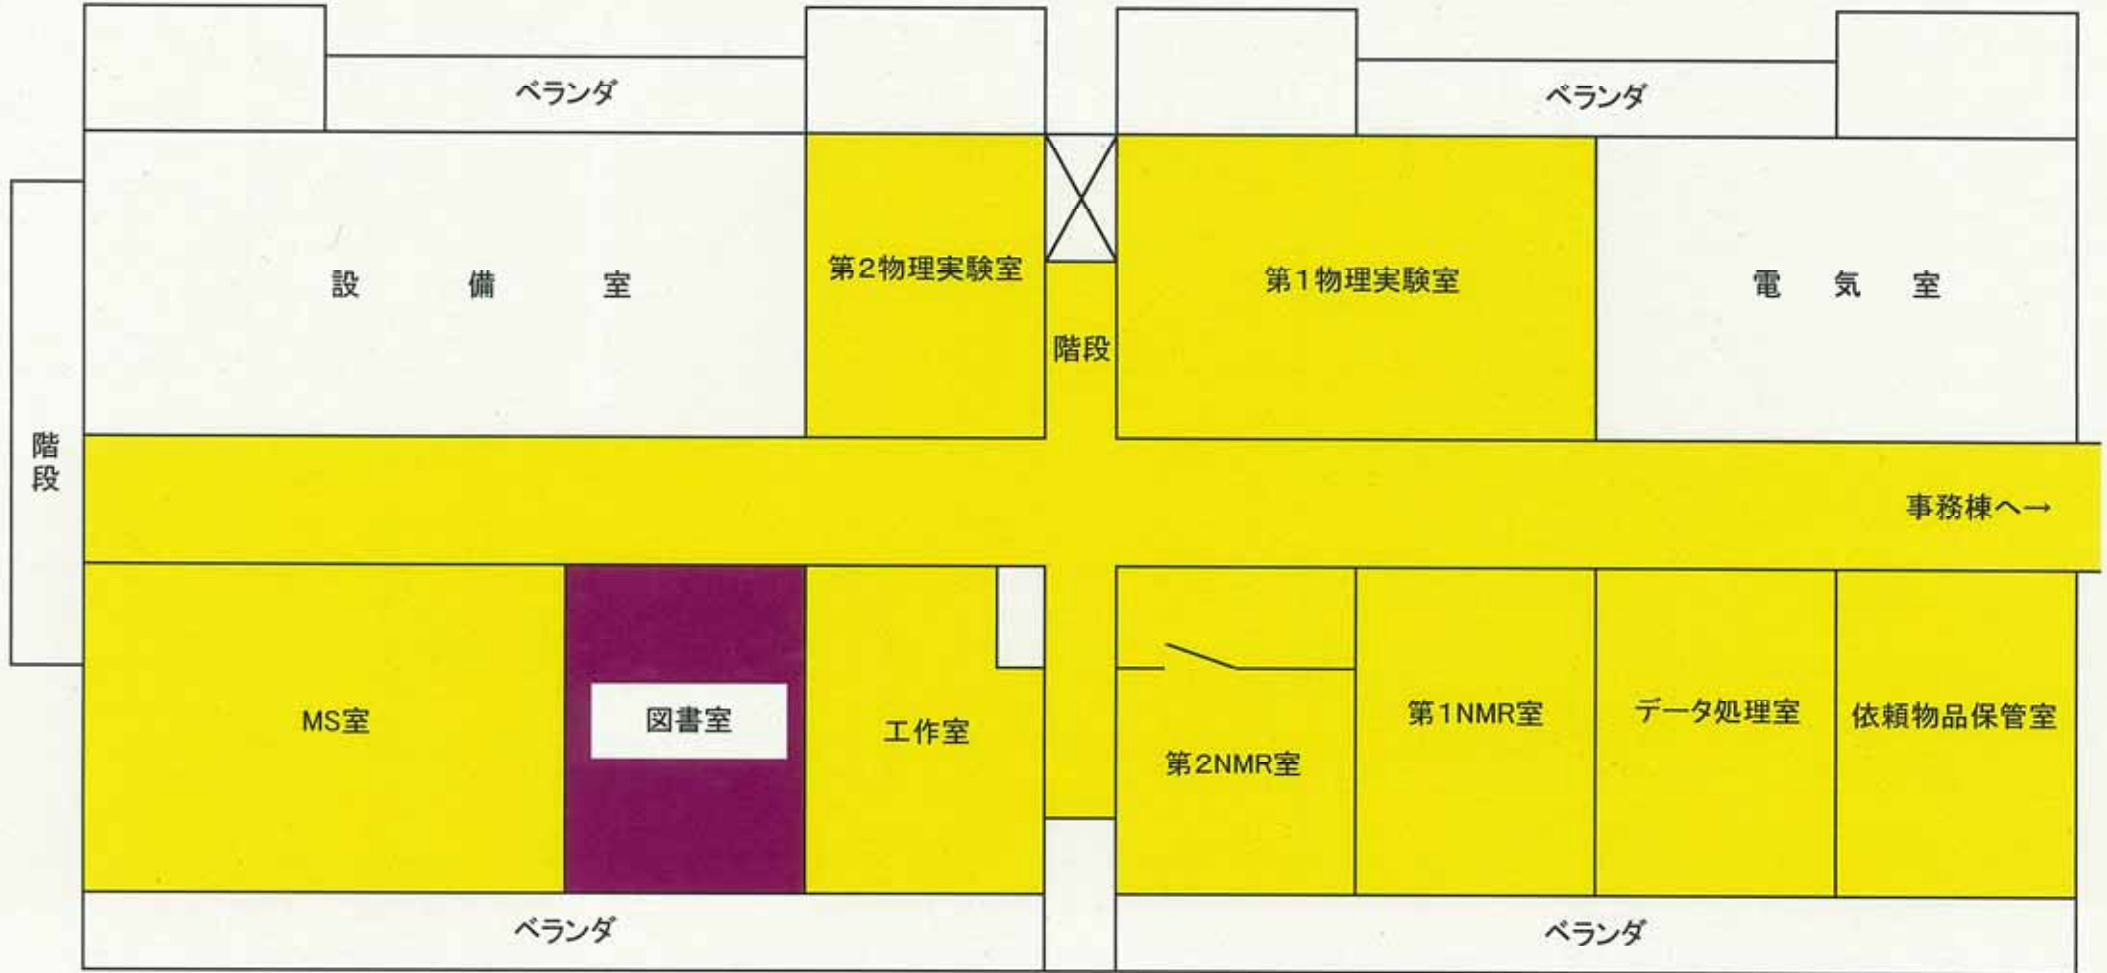 ベランダ
ベランダ
設備室
第2物理実験室
第1物理実験室
電気室
階段
階段
事務棟へ→
MS室
図書室
工作室
第2NMR室
第1NMR室
データ処理室
依頼物品保管室
ベランダ
ベランダ